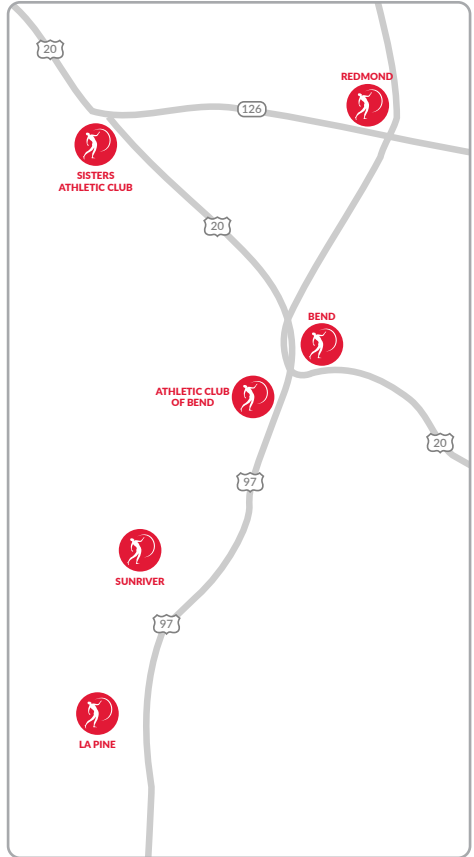 20
REDMOND
126
SISTERS
ATHLETIC CLUB
20
BEND
ATHLETIC CLUB
OF BEND
20
97
SUNRIVER
97
LA PINE